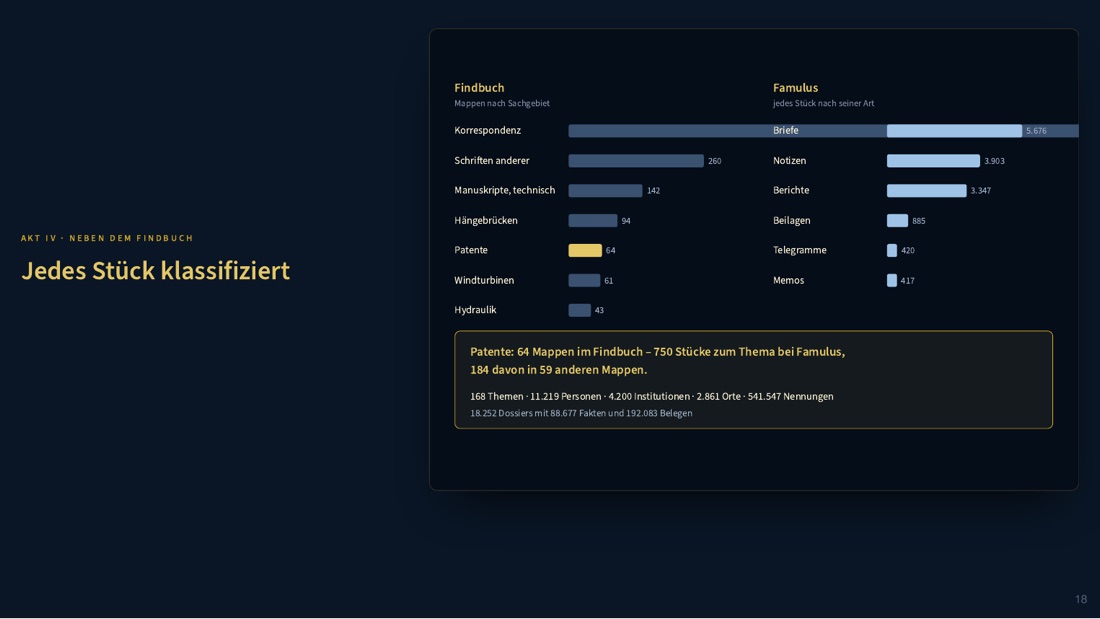 AKT IV · NEBEN DEM FINDBUCH
Jedes Stück klassifiziert
Findbuch
Mappen nach Sachgebiet
Korrespondenz
Schriften anderer 260
Manuskripte, technisch 142
Hängebrücken 94
Patente 64
Windturbinen 61
Hydraulik 43
Famulus
jedes Stück nach seiner Art
Briefe 5.676
Notizen 3.903
Berichte 3.347
Beilagen 885
Telegramme 420
Memos 417
Patente: 64 Mappen im Findbuch – 750 Stücke zum Thema bei Famulus,
184 davon in 59 anderen Mappen.
168 Themen · 11.219 Personen · 4.200 Institutionen · 2.861 Orte · 541.547 Nennungen
18.252 Dossiers mit 88.677 Fakten und 192.083 Belegen
18